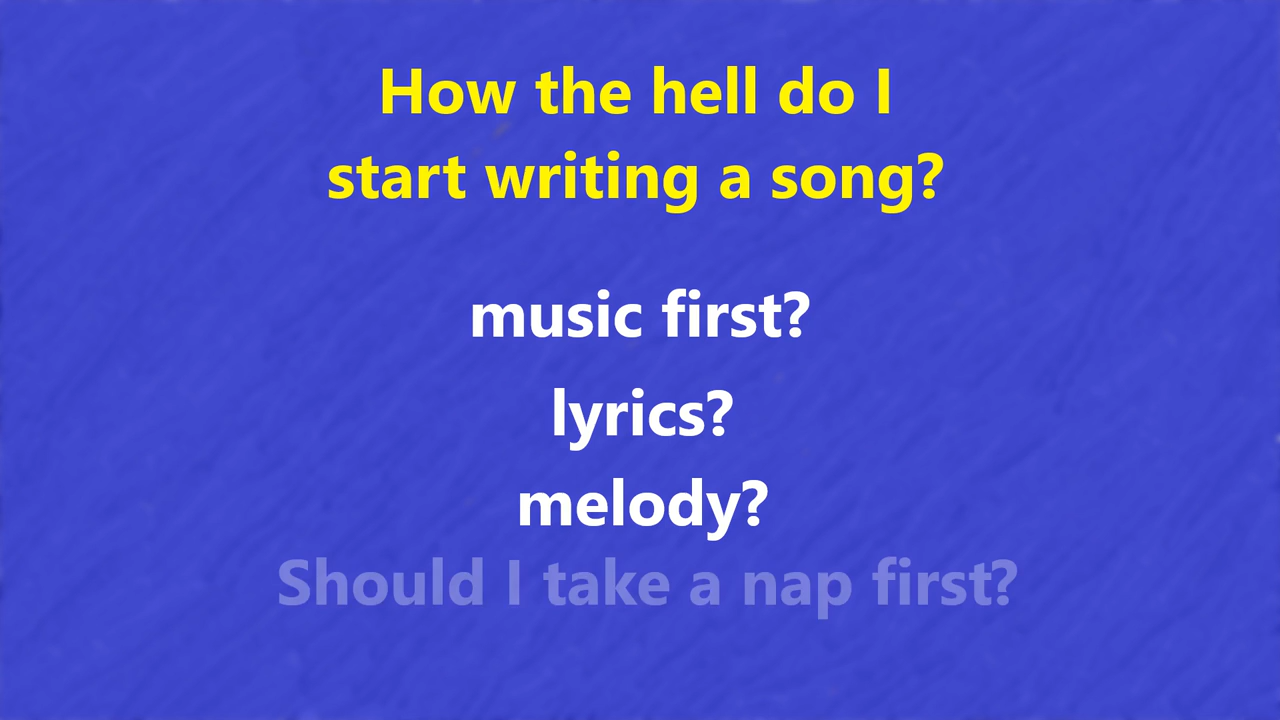 How the hell do I
start writing a song?
music first?
lyrics?
melody?
Should I take a nap first?